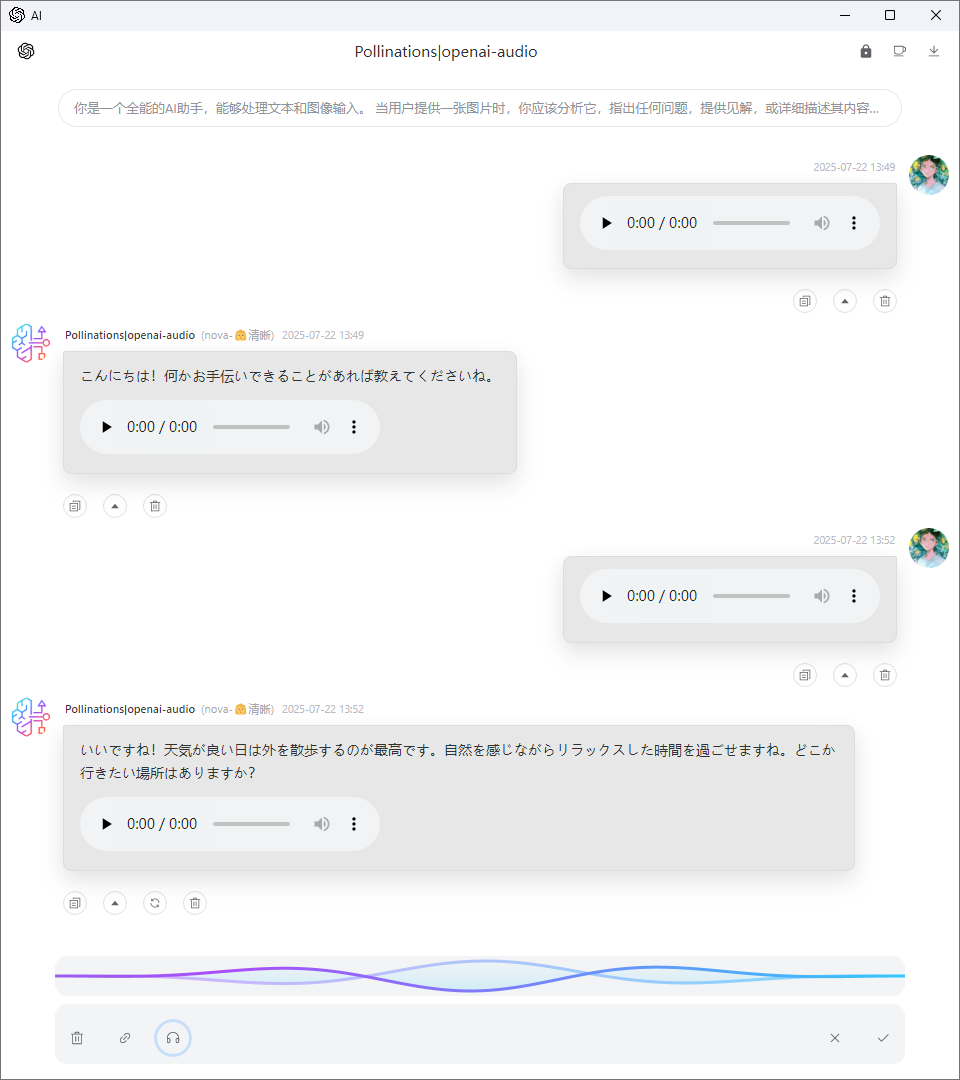 AI
Pollinations|openai-audio
你是一个全能的AI助手，能够处理文本和图像输入。 当用户提供一张图片时，你应该分析它，指出任何问题，提供见解，或详细描述其内容...
2025-07-22 13:49
0:00 / 0:00
Pollinations|openai-audio (nova-🤗清晰) 2025-07-22 13:49
こんにちは！何かお手伝いできることがあれば教えてくださいね。
0:00 / 0:00
2025-07-22 13:52
0:00 / 0:00
Pollinations|openai-audio (nova-🤗清晰) 2025-07-22 13:52
いいですね！天気が良い日は外を散歩するのが最高です。自然を感じながらリラックスした時間を過ごせますね。どこか
行きたい場所はありますか？
0:00 / 0:00